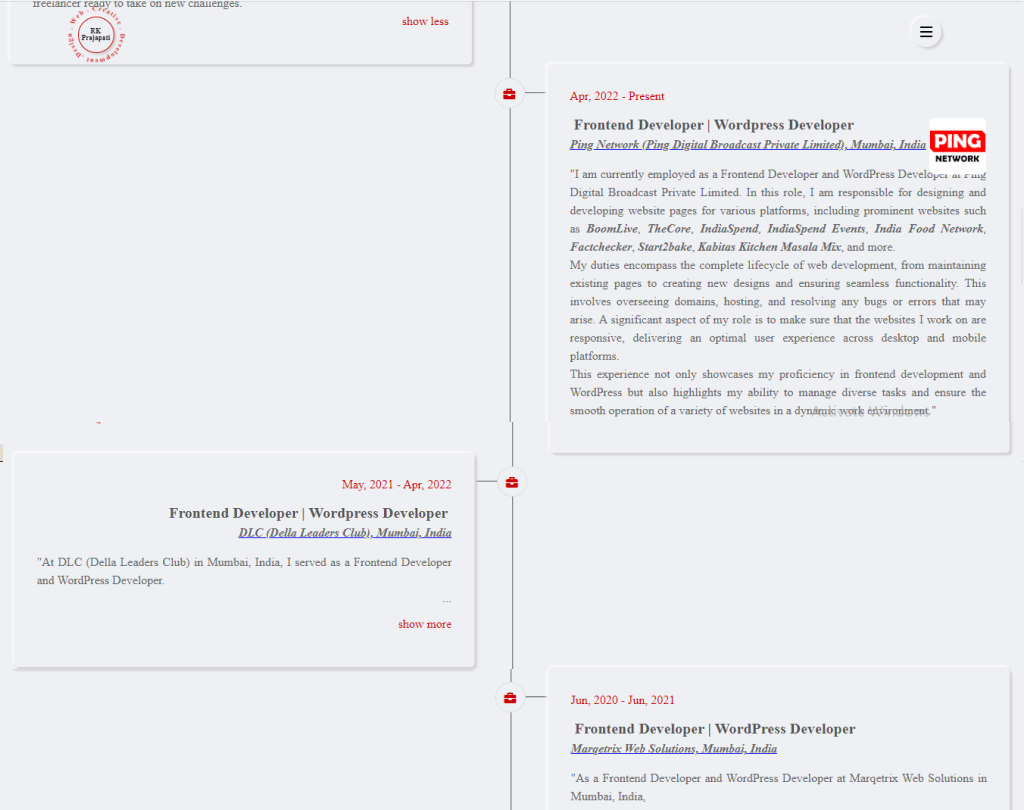 freelancer ready to take on new challenges.
show less
Web - Creative - Development - Design -
RK
Prajapati
Apr, 2022 - Present
Frontend Developer | Wordpress Developer
Ping Network (Ping Digital Broadcast Private Limited), Mumbai, India
PING
NETWORK
"I am currently employed as a Frontend Developer and WordPress Developer at Ping
Digital Broadcast Private Limited. In this role, I am responsible for designing and
developing website pages for various platforms, including prominent websites such
as BoomLive, TheCore, IndiaSpend, IndiaSpend Events, India Food Network,
Factchecker, Start2bake, Kabitas Kitchen Masala Mix, and more.
My duties encompass the complete lifecycle of web development, from maintaining
existing pages to creating new designs and ensuring seamless functionality. This
involves overseeing domains, hosting, and resolving any bugs or errors that may
arise. A significant aspect of my role is to make sure that the websites I work on are
responsive, delivering an optimal user experience across desktop and mobile
platforms.
This experience not only showcases my proficiency in frontend development and
WordPress but also highlights my ability to manage diverse tasks and ensure the
smooth operation of a variety of websites in a dynamic work environment."
Activate Windows
May, 2021 - Apr, 2022
Frontend Developer | Wordpress Developer
DLC (Della Leaders Club), Mumbai, India
"At DLC (Della Leaders Club) in Mumbai, India, I served as a Frontend Developer
and WordPress Developer.
...
show more
Jun, 2020 - Jun, 2021
Frontend Developer | WordPress Developer
Marqetrix Web Solutions, Mumbai, India
"As a Frontend Developer and WordPress Developer at Marqetrix Web Solutions in
Mumbai, India,